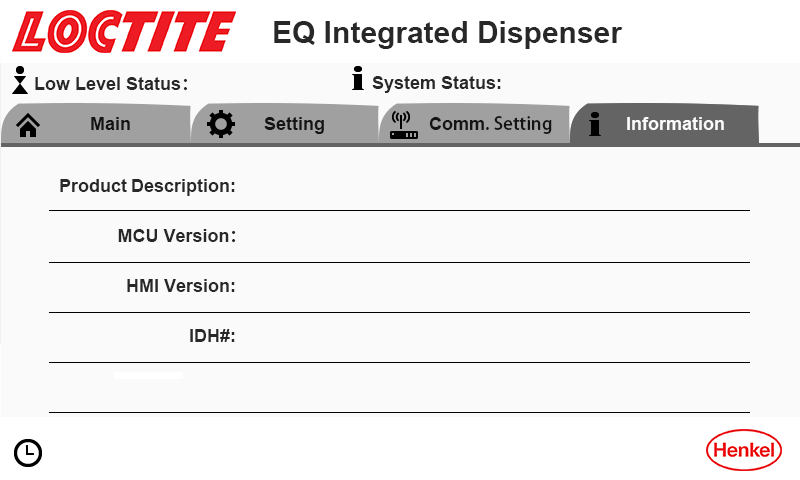 LOCTITE EQ Integrated Dispenser
Low Level Status: System Status:
Main Setting Comm. Setting Information
Product Description:
MCU Version:
HMI Version:
IDH#:
Henkel